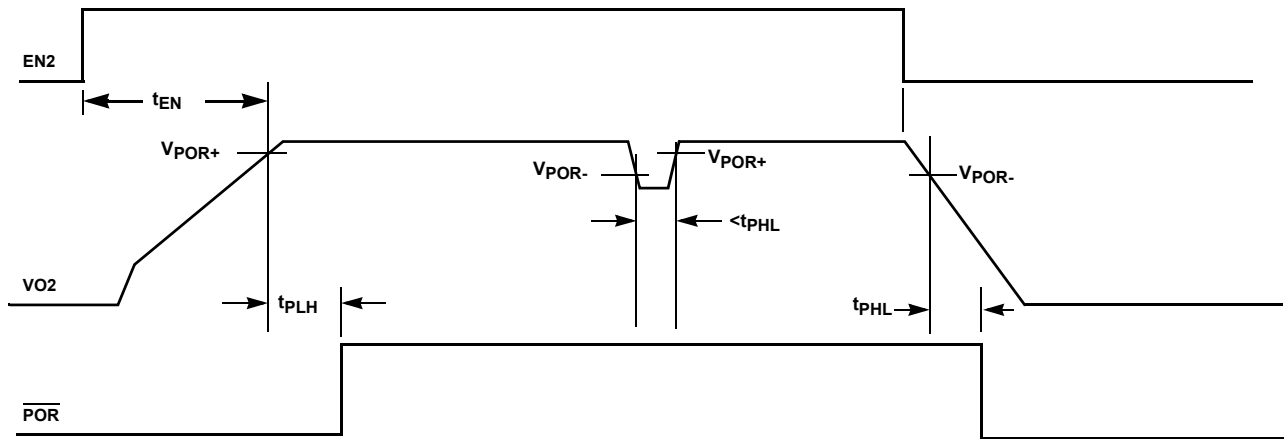 EN2
tEN
VPOR+
VPOR-
VPOR+
VPOR-
<tPHL
VO2
tPLH
tPHL
POR